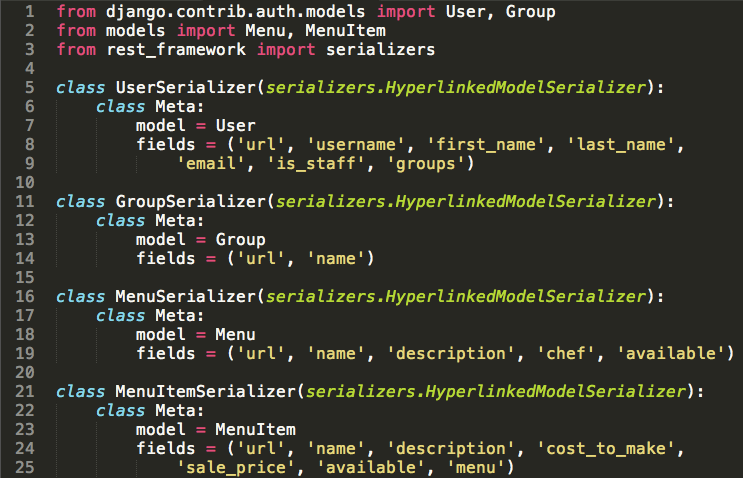 1 from django.contrib.auth.models import User, Group
2 from models import Menu, MenuItem
3 from rest_framework import serializers
4
5 class UserSerializer(serializers.HyperlinkedModelSerializer):
6     class Meta:
7         model = User
8         fields = ('url', 'username', 'first_name', 'last_name',
9             'email', 'is_staff', 'groups')
10
11 class GroupSerializer(serializers.HyperlinkedModelSerializer):
12     class Meta:
13         model = Group
14         fields = ('url', 'name')
15
16 class MenuSerializer(serializers.HyperlinkedModelSerializer):
17     class Meta:
18         model = Menu
19         fields = ('url', 'name', 'description', 'chef', 'available')
20
21 class MenuItemSerializer(serializers.HyperlinkedModelSerializer):
22     class Meta:
23         model = MenuItem
24         fields = ('url', 'name', 'description', 'cost_to_make',
25             'sale_price', 'available', 'menu')